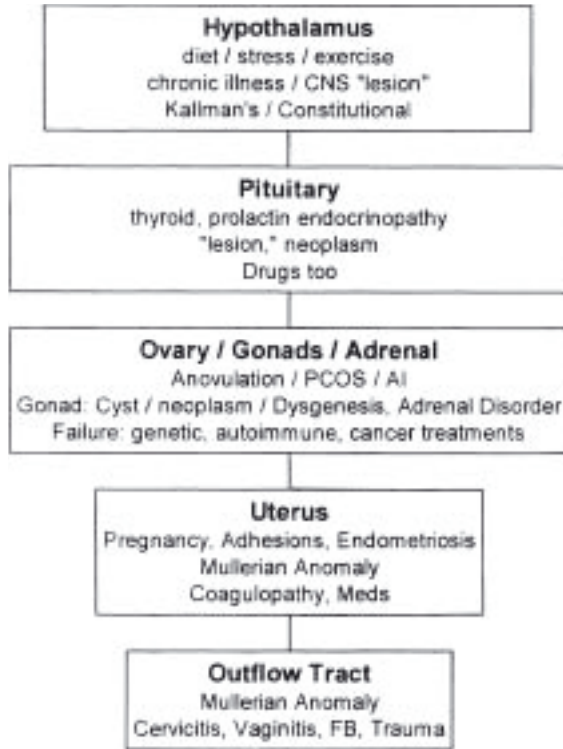 Hypothalamus
diet / stress / exercise
chronic illness / CNS "lesion"
Kallman's / Constitutional
Pituitary
thyroid, prolactin endocrinopathy
"lesion," neoplasm
Drugs too
Ovary / Gonads / Adrenal
Anovulation / PCOS / AI
Gonad: Cyst / neoplasm / Dysgenesis, Adrenal Disorder
Failure: genetic, autoimmune, cancer treatments
Uterus
Pregnancy, Adhesions, Endometriosis
Mullerian Anomaly
Coagulopathy, Meds
Outflow Tract
Mullerian Anomaly
Cervicitis, Vaginitis, FB, Trauma